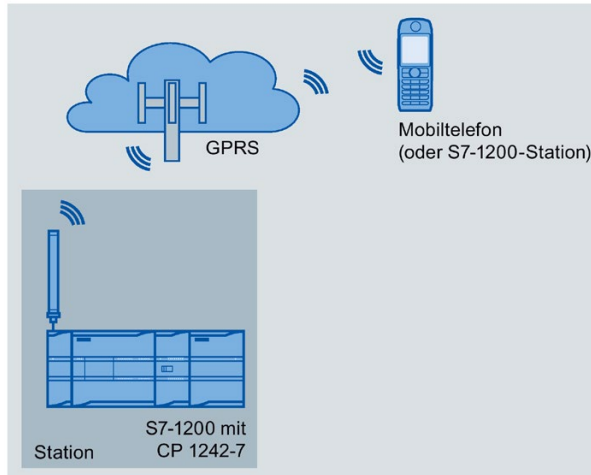 GPRS
Mobiltelefon
(oder S7-1200-Station)
S7-1200 mit
CP 1242-7
Station